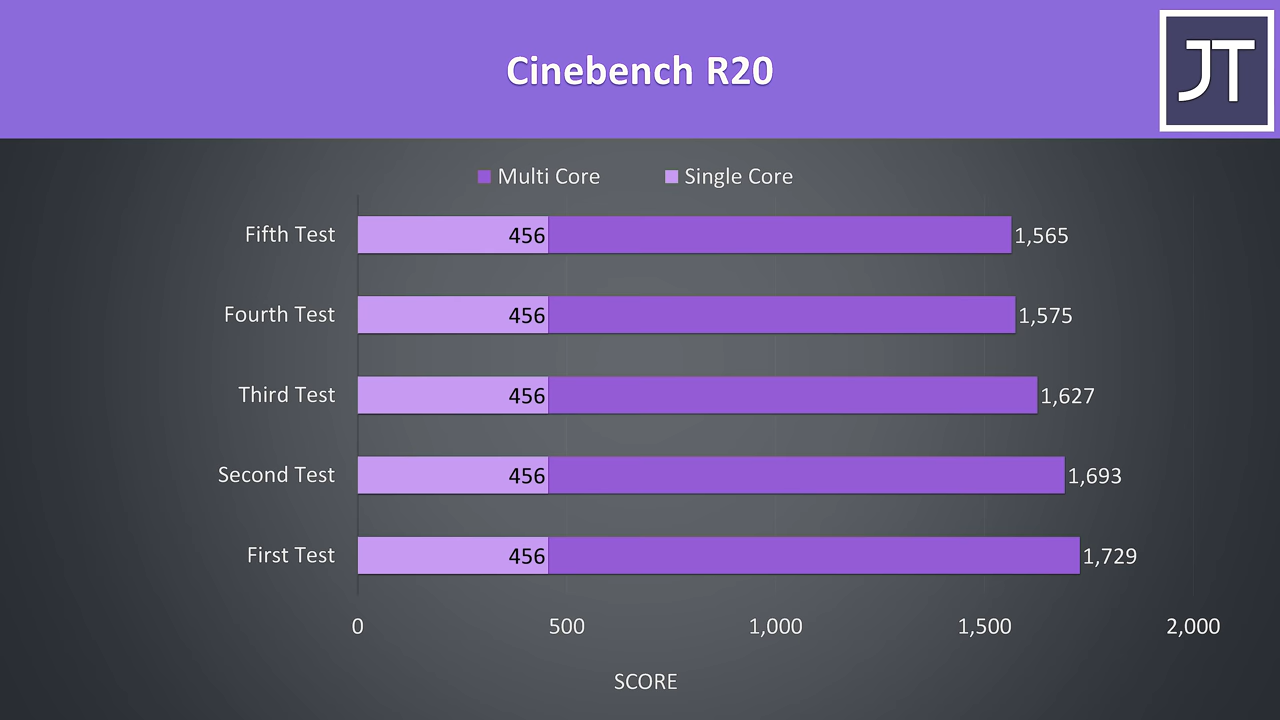 Cinebench R20
JT
Multi Core Single Core
Fifth Test 456 1,565
Fourth Test 456 1,575
Third Test 456 1,627
Second Test 456 1,693
First Test 456 1,729
0 500 1,000 1,500 2,000
SCORE